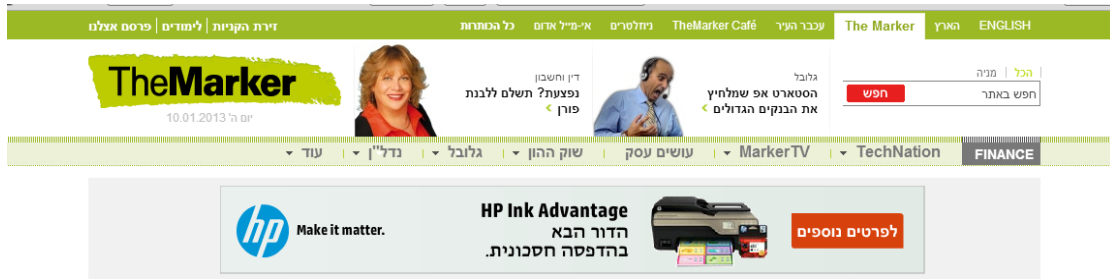 ENGLISH
הארץ
The Marker
עכבר העיר
TheMarker Café
ניוזלטרים
אי-מייל אדום
כל הכותרות
זירת הקניות | לימודים | פרסם אצלנו
הכל | מניה
חפש באתר
חפש
גלובל
הסטארט אפ שמלחיץ
את הבנקים הגדולים
דין וחשבון
נפצעת? תשלם ללבנת
פורן
TheMarker
יום ה' 10.01.2013
FINANCE
TechNation
MarkerTV
עושים עסק
שוק ההון
גלובל
נדל"ן
עוד
hp
Make it matter.
HP Ink Advantage
הדור הבא
בהדפסה חסכונית.
לפרטים נוספים